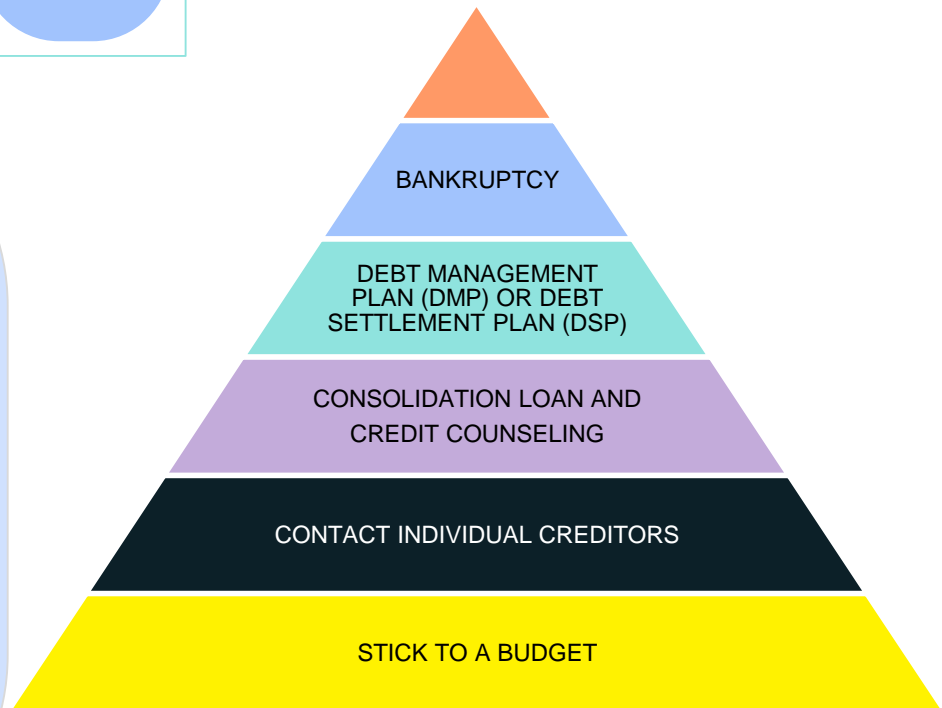 BANKRUPTCY
DEBT MANAGEMENT
PLAN (DMP) OR DEBT
SETTLEMENT PLAN (DSP)
CONSOLIDATION LOAN AND
CREDIT COUNSELING
CONTACT INDIVIDUAL CREDITORS
STICK TO A BUDGET